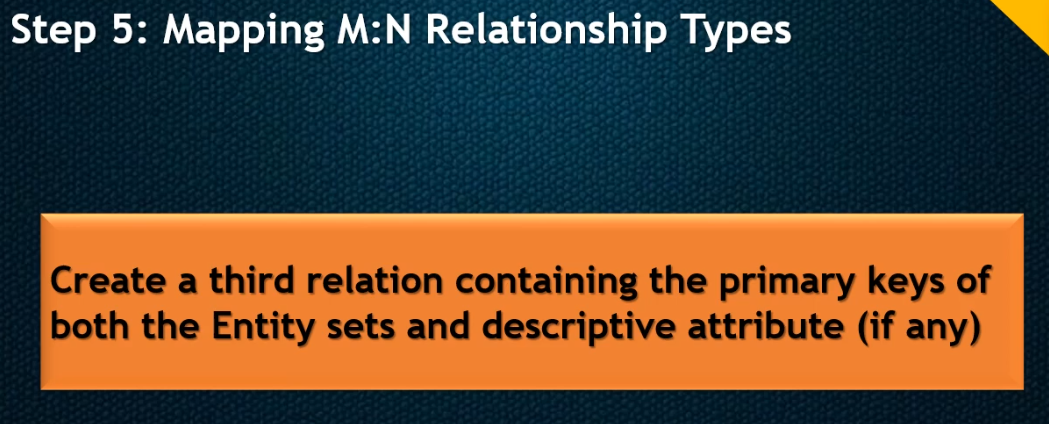 Step 5: Mapping M:N Relationship Types
Create a third relation containing the primary keys of
both the Entity sets and descriptive attribute (if any)